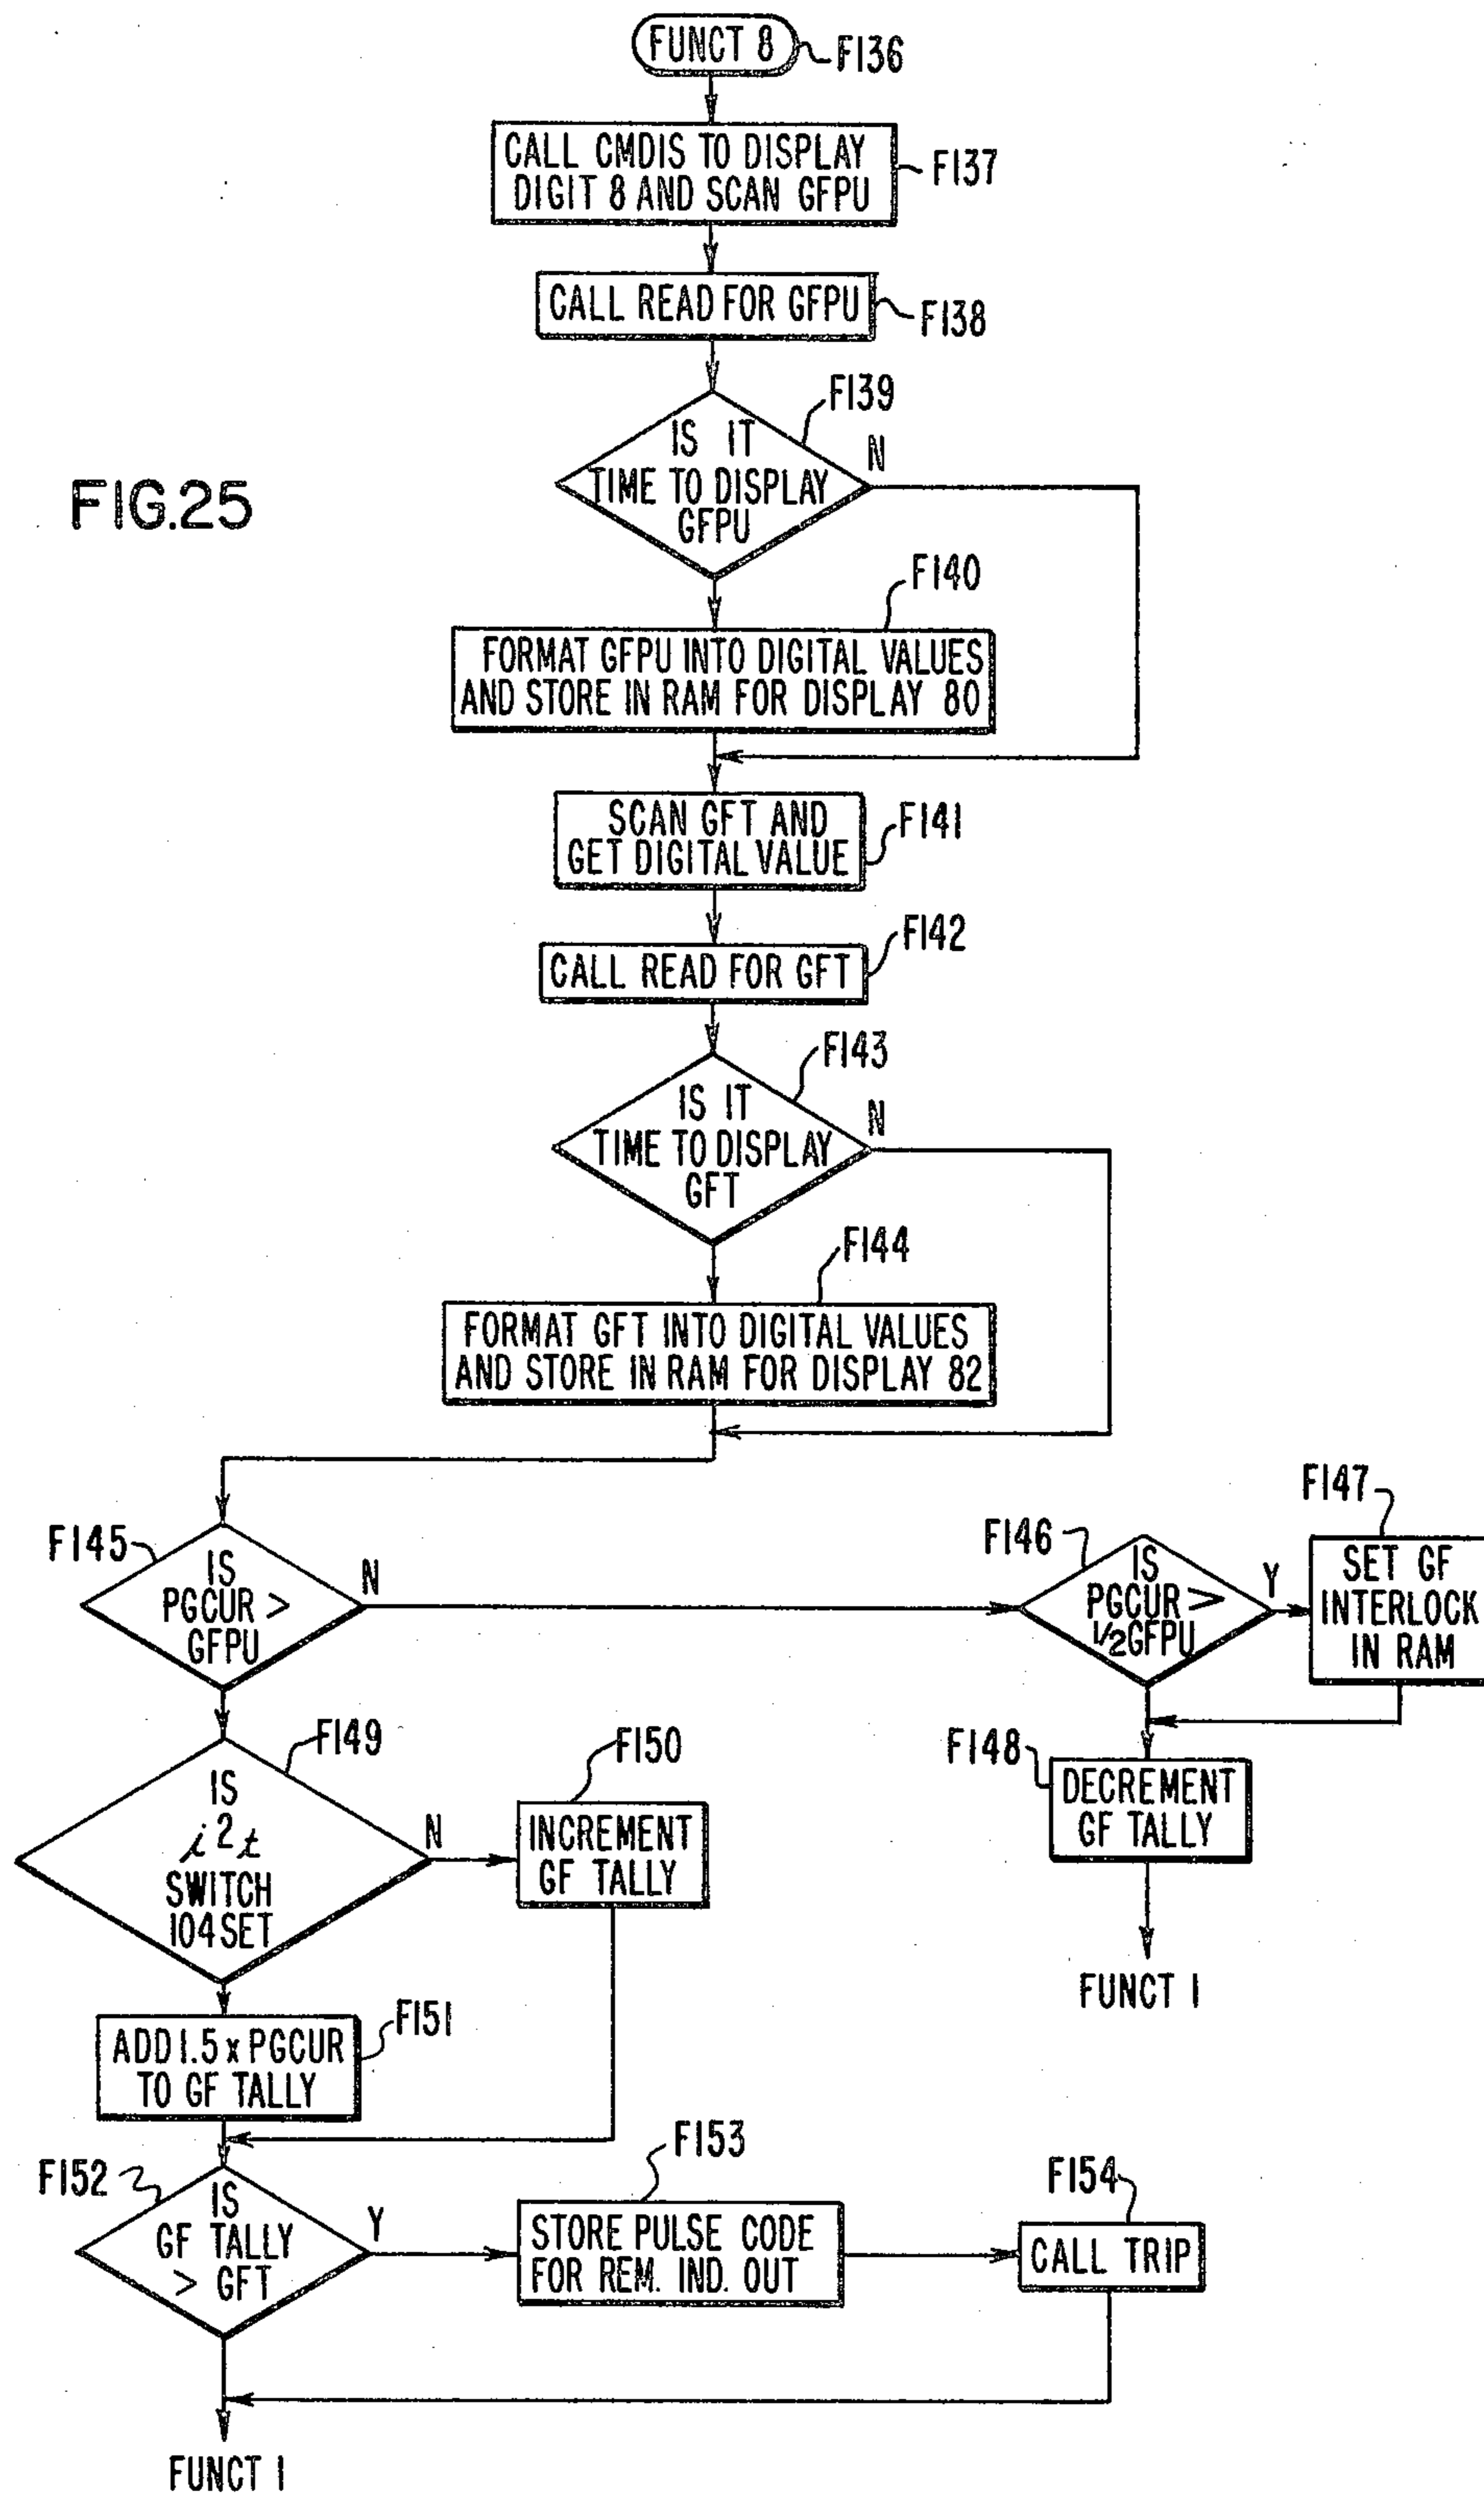 FUNCT 8
F136
CALL CMDIS TO DISPLAY
DIGIT 8 AND SCAN GFPU
F137
CALL READ FOR GFPU
F138
F139
IS IT
TIME TO DISPLAY
GFPU
N
FIG.25
F140
FORMAT GFPU INTO DIGITAL VALUES
AND STORE IN RAM FOR DISPLAY 80
SCAN GFT AND
GET DIGITAL VALUE
F141
F142
CALL READ FOR GFT
F143
IS IT
TIME TO DISPLAY
GFT
N
F144
FORMAT GFT INTO DIGITAL VALUES
AND STORE IN RAM FOR DISPLAY 82
F145
IS
PGCUR >
GFPU
N
F146
IS
PGCUR >
1/2GFPU
Y
F147
SET GF
INTERLOCK
IN RAM
F148
DECREMENT
GF TALLY
FUNCT 1
F149
IS
i2t
SWITCH
104 SET
N
F150
INCREMENT
GF TALLY
F151
ADD 1.5 x PGCUR
TO GF TALLY
F152
IS
GF TALLY
> GFT
Y
F153
STORE PULSE CODE
FOR REM. IND. OUT
F154
CALL TRIP
FUNCT 1